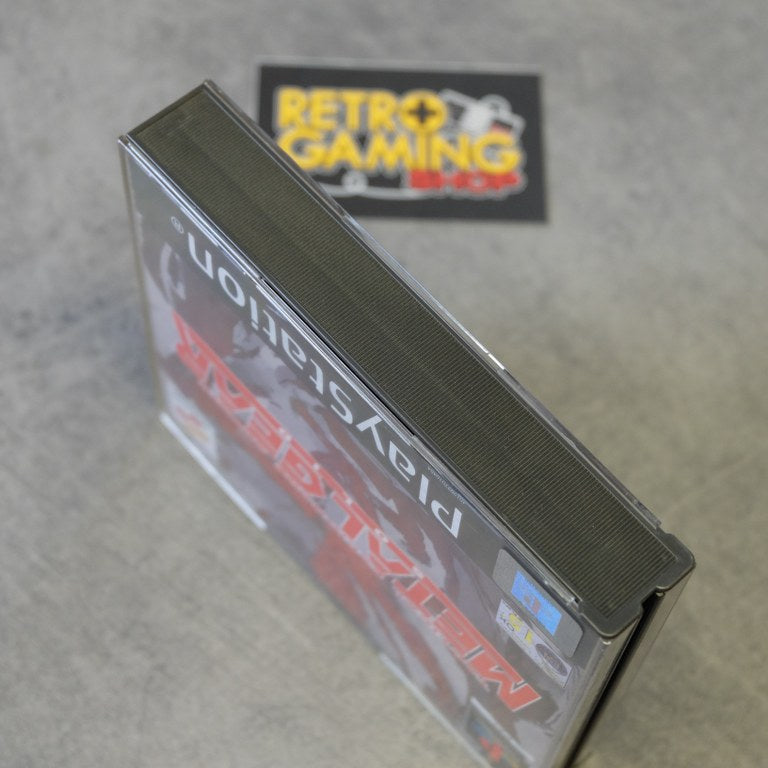 RETRO
GAMING
SHOP
PlayStation®
METAL GEAR